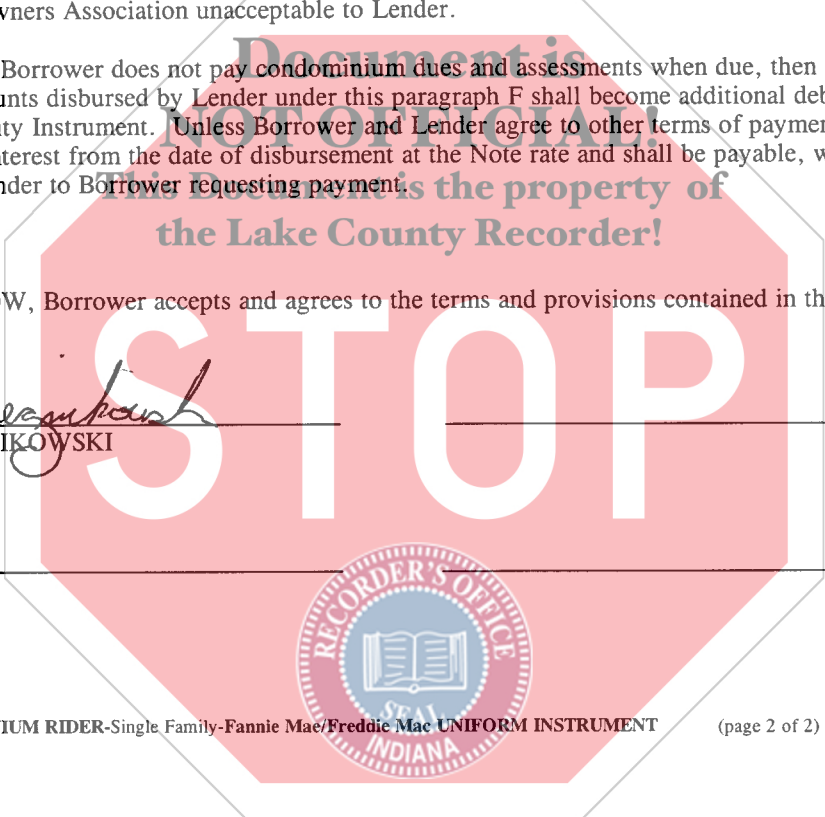 wners Association unacceptable to Lender.
Document is
Borrower does not pay condominium dues and assessments when due, then
unts disbursed by Lender under this paragraph F shall become additional deb
NOT OFFICIAL!
ty Instrument. Unless Borrower and Lender agree to other terms of paymen
terest from the date of disbursement at the Note rate and shall be payable, w
nder to Borrower requesting payment.
This Document is the property of
the Lake County Recorder!
W, Borrower accepts and agrees to the terms and provisions contained in th
STOP
IKOWSKI
RECORDER'S OFFICE
SEAL
INDIANA
IUM RIDER-Single Family-Fannie Mae/Freddie Mac UNIFORM INSTRUMENT (page 2 of 2)